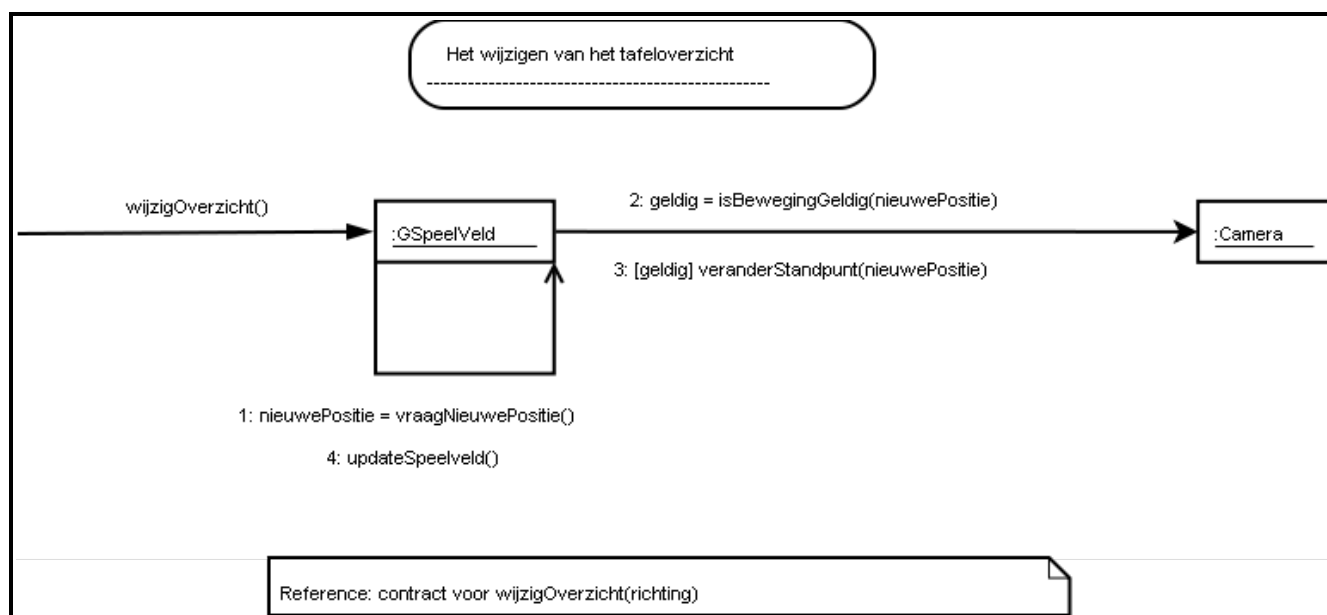 Het wijzigen van het tafeloverzicht
--------------------------------------------------
wijzigOverzicht()
:GSpeelVeld
2: geldig = isBewegingGeldig(nieuwePositie)
3: [geldig] veranderStandpunt(nieuwePositie)
:Camera
1: nieuwePositie = vraagNieuwePositie()
4: updateSpeelveld()
Reference: contract voor wijzigOverzicht(richting)